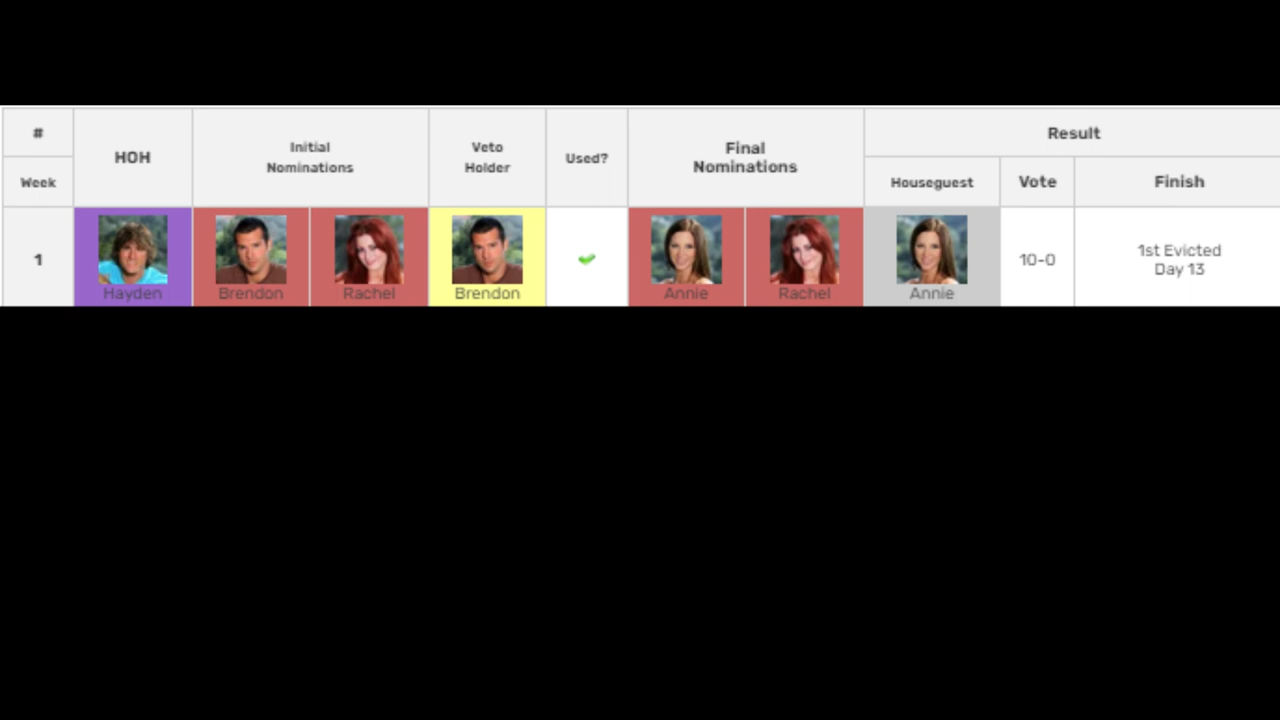 #
Week
HOH
Initial
Nominations
Veto
Holder
Used?
Final
Nominations
Result
Houseguest
Vote
Finish
1
Hayden
Brendon
Rachel
Brendon
Annie
Rachel
Annie
10-0
1st Evicted
Day 13